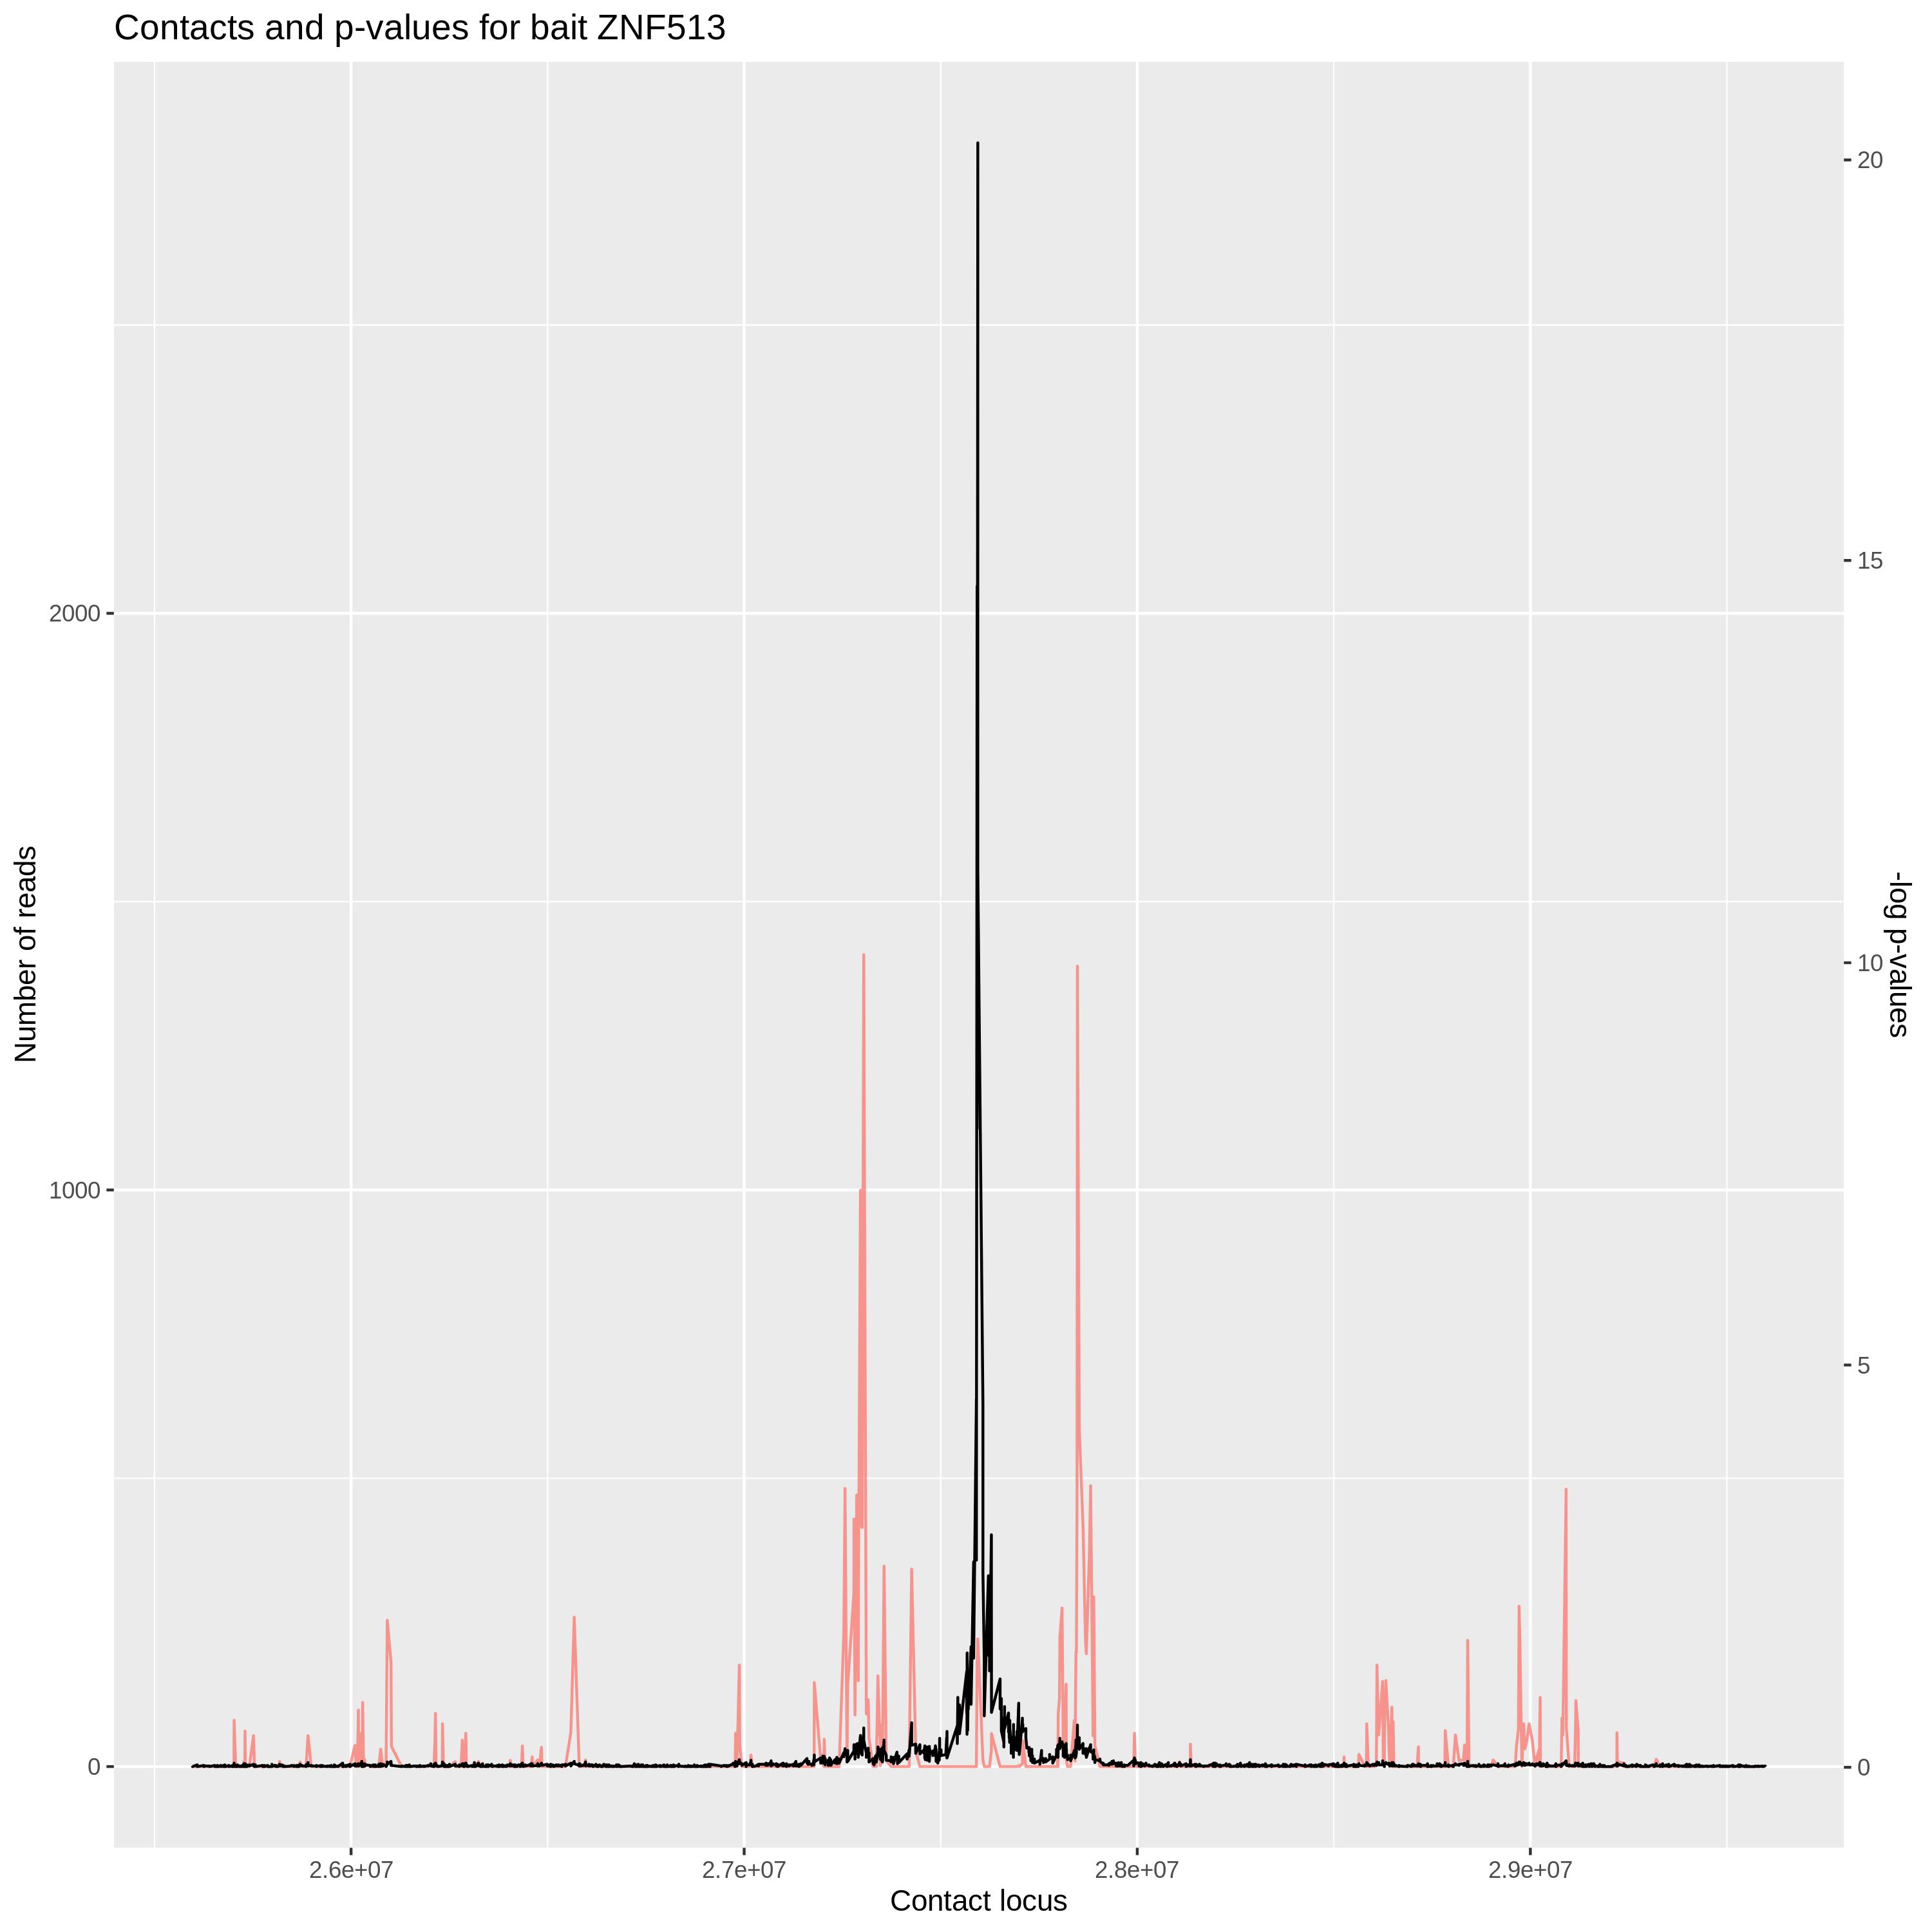 Contacts and p-values for bait ZNF513
Number of reads
2000
1000
0
20
15
10
5
0
-log p-values
2.6e+07
2.7e+07
2.8e+07
2.9e+07
Contact locus